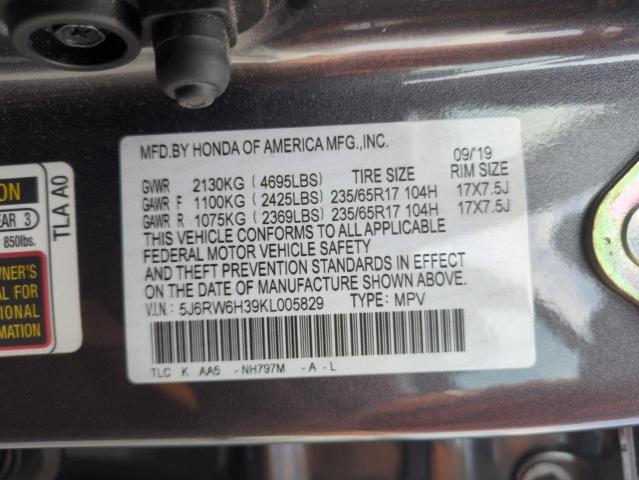 MFD.BY HONDA OF AMERICA MFG.,INC. 09/19
GVWR 2130KG ( 4695LBS) TIRE SIZE RIM SIZE
GAWR F 1100KG ( 2425LBS) 235/65R17 104H 17X7.5J
GAWR R 1075KG ( 2369LBS) 235/65R17 104H 17X7.5J
THIS VEHICLE CONFORMS TO ALL APPLICABLE
FEDERAL MOTOR VEHICLE SAFETY
AND THEFT PREVENTION STANDARDS IN EFFECT
ON THE DATE OF MANUFACTURE SHOWN ABOVE.
V.I.N.: 5J6RW6H39KL005829 TYPE: MPV
TLC K AA5 -NH797M -A-L
TLA A0
ION
EAR 3
850lbs.
WNER'S
AL FOR
TIONAL
MATION